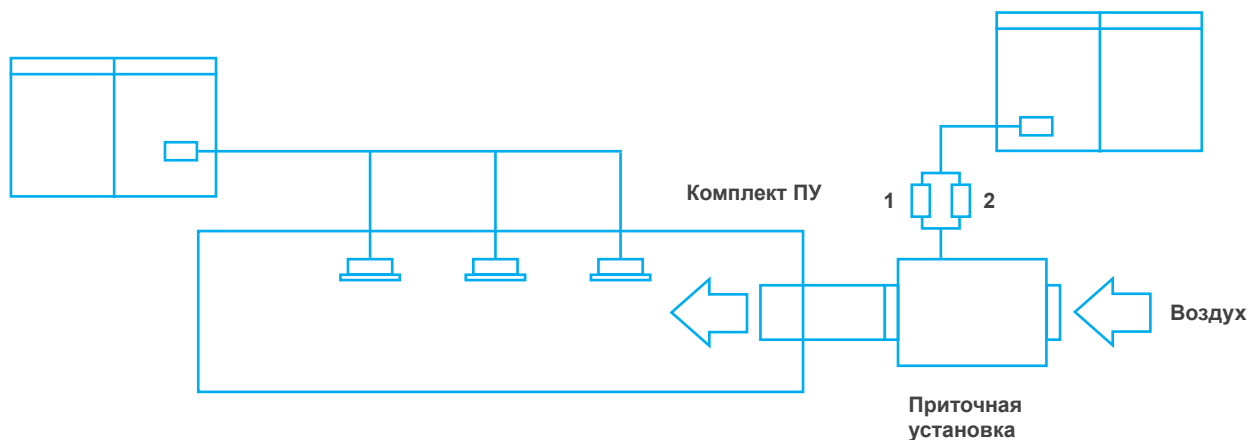 Комплект ПУ
1
2
Воздух
Приточная
установка